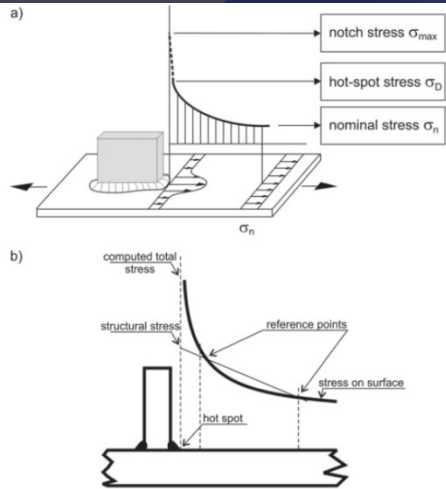 a)
notch stress σmax
hot-spot stress σD
nominal stress σn
σn
b)
computed total
stress
structural stress
reference points
stress on surface
hot spot